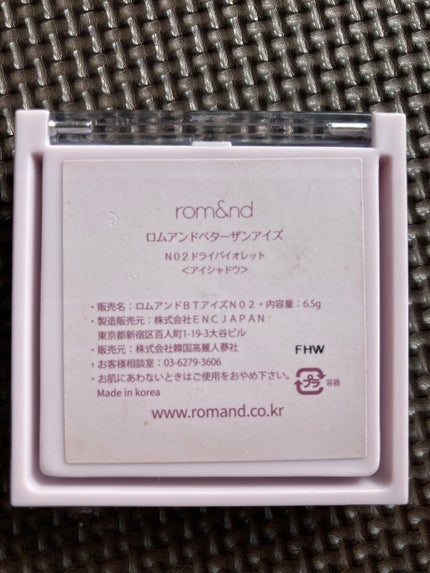 rom&nd
ロムアンドベターザンアイズ
N02ドライバイオレット
<アイシャドウ>
・販売名：ロムアンドBTアイズN02・内容量：6.5g
・製造販売元：株式会社ENCJAPAN
東京都新宿区百人町1-19-3大谷ビル
・販売元：株式会社韓国高麗人蔘社
・お客様相談室：03-6279-3606
・お肌にあわないときはご使用をおやめ下さい。
Made in korea
FHW
プラ 容器
www.romand.co.kr